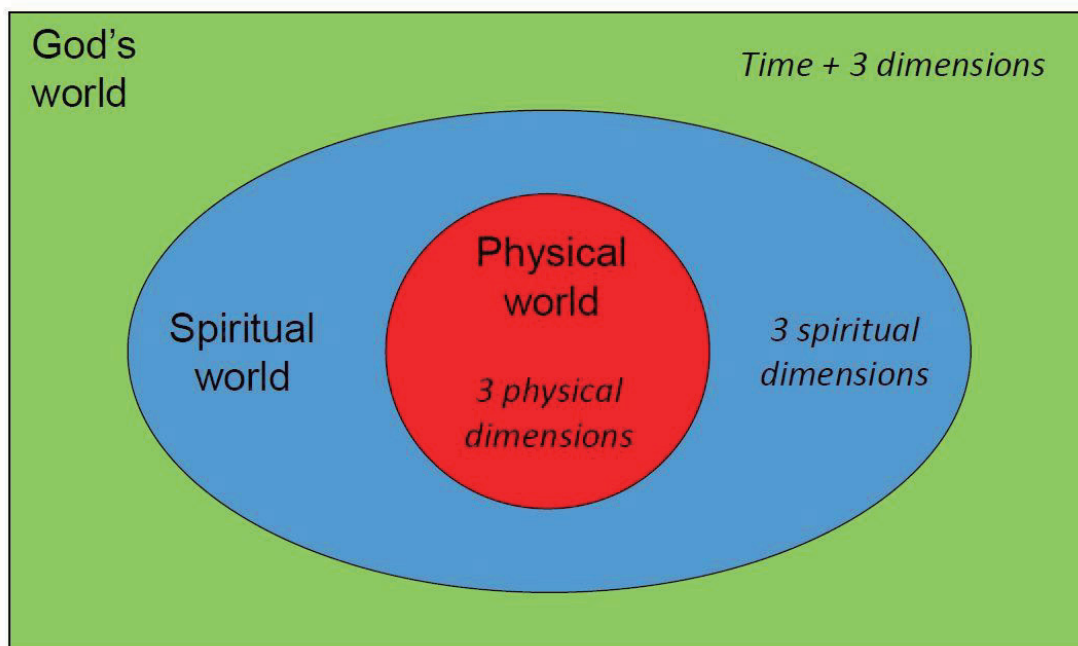 God's
world
Time + 3 dimensions
Physical
world
Spiritual
world
3 spiritual
dimensions
3 physical
dimensions